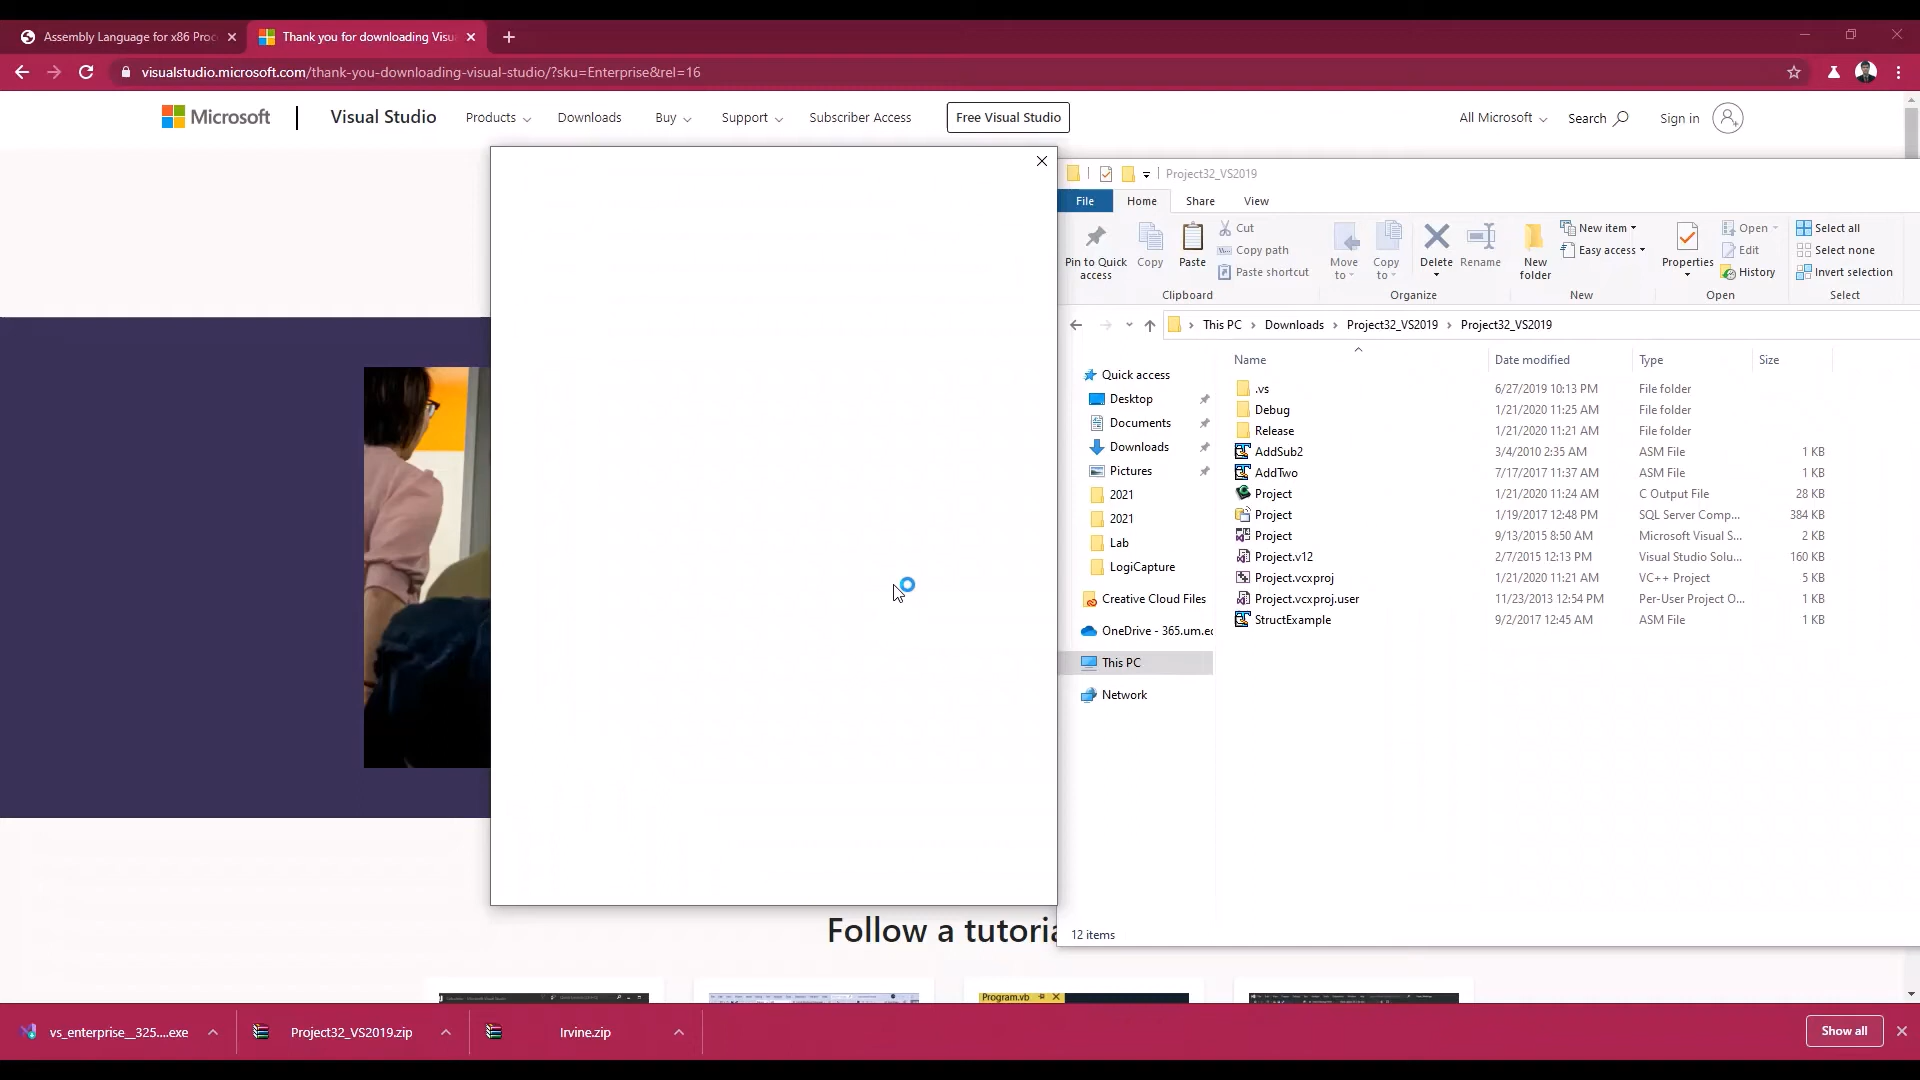 Assembly Language for x86 Proc
Thank you for downloading Visu
visualstudio.microsoft.com/thank-you-downloading-visual-studio/?sku=Enterprise&rel=16
Microsoft
Visual Studio
Products
Downloads
Buy
Support
Subscriber Access
Free Visual Studio
All Microsoft
Search
Sign in
Project32_VS2019
File
Home
Share
View
Pin to Quick access
Copy
Paste
Cut
Copy path
Paste shortcut
Clipboard
Move to
Copy to
Delete
Rename
Organize
New folder
New item
Easy access
New
Properties
Open
Edit
History
Open
Select all
Select none
Invert selection
Select
This PC > Downloads > Project32_VS2019 > Project32_VS2019
Name Date modified Type Size
Quick access
Desktop
Documents
Downloads
Pictures
2021
2021
Lab
LogiCapture
Creative Cloud Files
OneDrive - 365.um.ec
This PC
Network
.vs 6/27/2019 10:13 PM File folder
Debug 1/21/2020 11:25 AM File folder
Release 1/21/2020 11:21 AM File folder
AddSub2 3/4/2010 2:35 AM ASM File 1 KB
AddTwo 7/17/2017 11:37 AM ASM File 1 KB
Project 1/21/2020 11:24 AM C Output File 28 KB
Project 1/19/2017 12:48 PM SQL Server Comp... 384 KB
Project 9/13/2015 8:50 AM Microsoft Visual S... 2 KB
Project.v12 2/7/2015 12:13 PM Visual Studio Solu... 160 KB
Project.vcxproj 1/21/2020 11:21 AM VC++ Project 5 KB
Project.vcxproj.user 11/23/2013 12:54 PM Per-User Project O... 1 KB
StructExample 9/2/2017 12:45 AM ASM File 1 KB
12 items
Follow a tutoria
Program.vb
vs_enterprise__325....exe
Project32_VS2019.zip
Irvine.zip
Show all